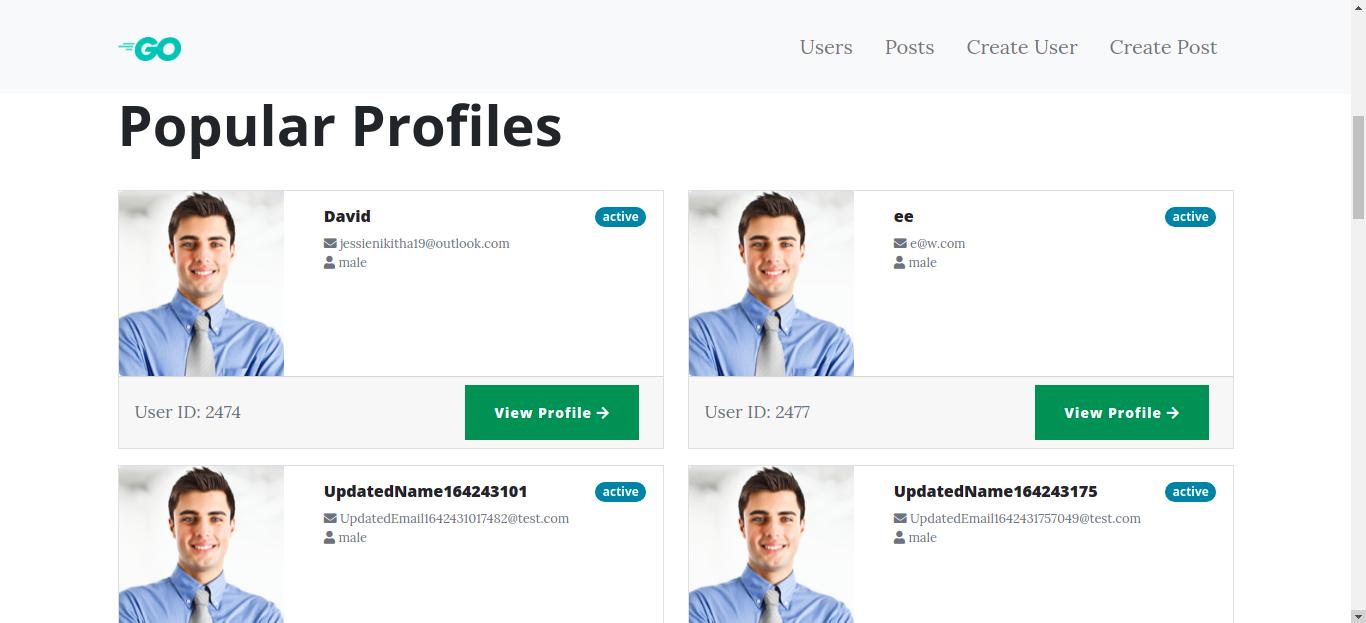 GO
Users Posts Create User Create Post
Popular Profiles
David
active
jessienikitha19@outlook.com
male
User ID: 2474
View Profile →
ee
active
e@w.com
male
User ID: 2477
View Profile →
UpdatedName164243101
active
UpdatedEmail1642431017482@test.com
male
UpdatedName164243175
active
UpdatedEmail1642431757049@test.com
male